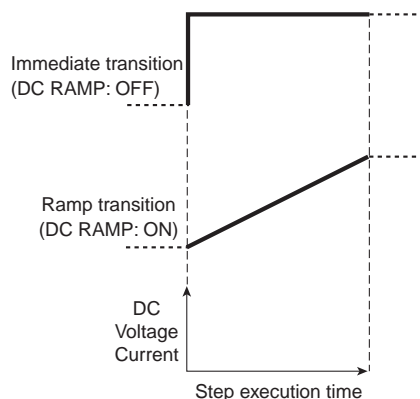 Immediate transition
(DC RAMP: OFF)
Ramp transition
(DC RAMP: ON)
DC
Voltage
Current
Step execution time